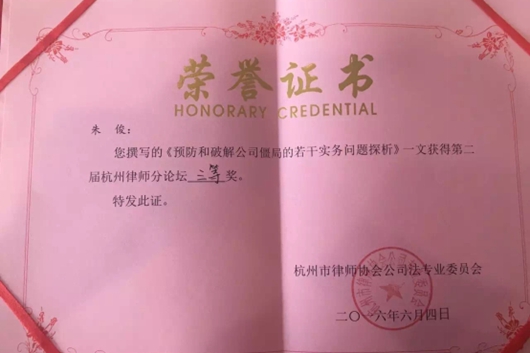 荣誉证书
HONORARY CREDENTIAL
朱 俊：
您撰写的《预防和破解公司僵局的若干实务问题探析》一文获得第二
届杭州律师分论坛三等奖。
特发此证。
杭州市律师协会公司法专业委员会
二〇一六年六月四日